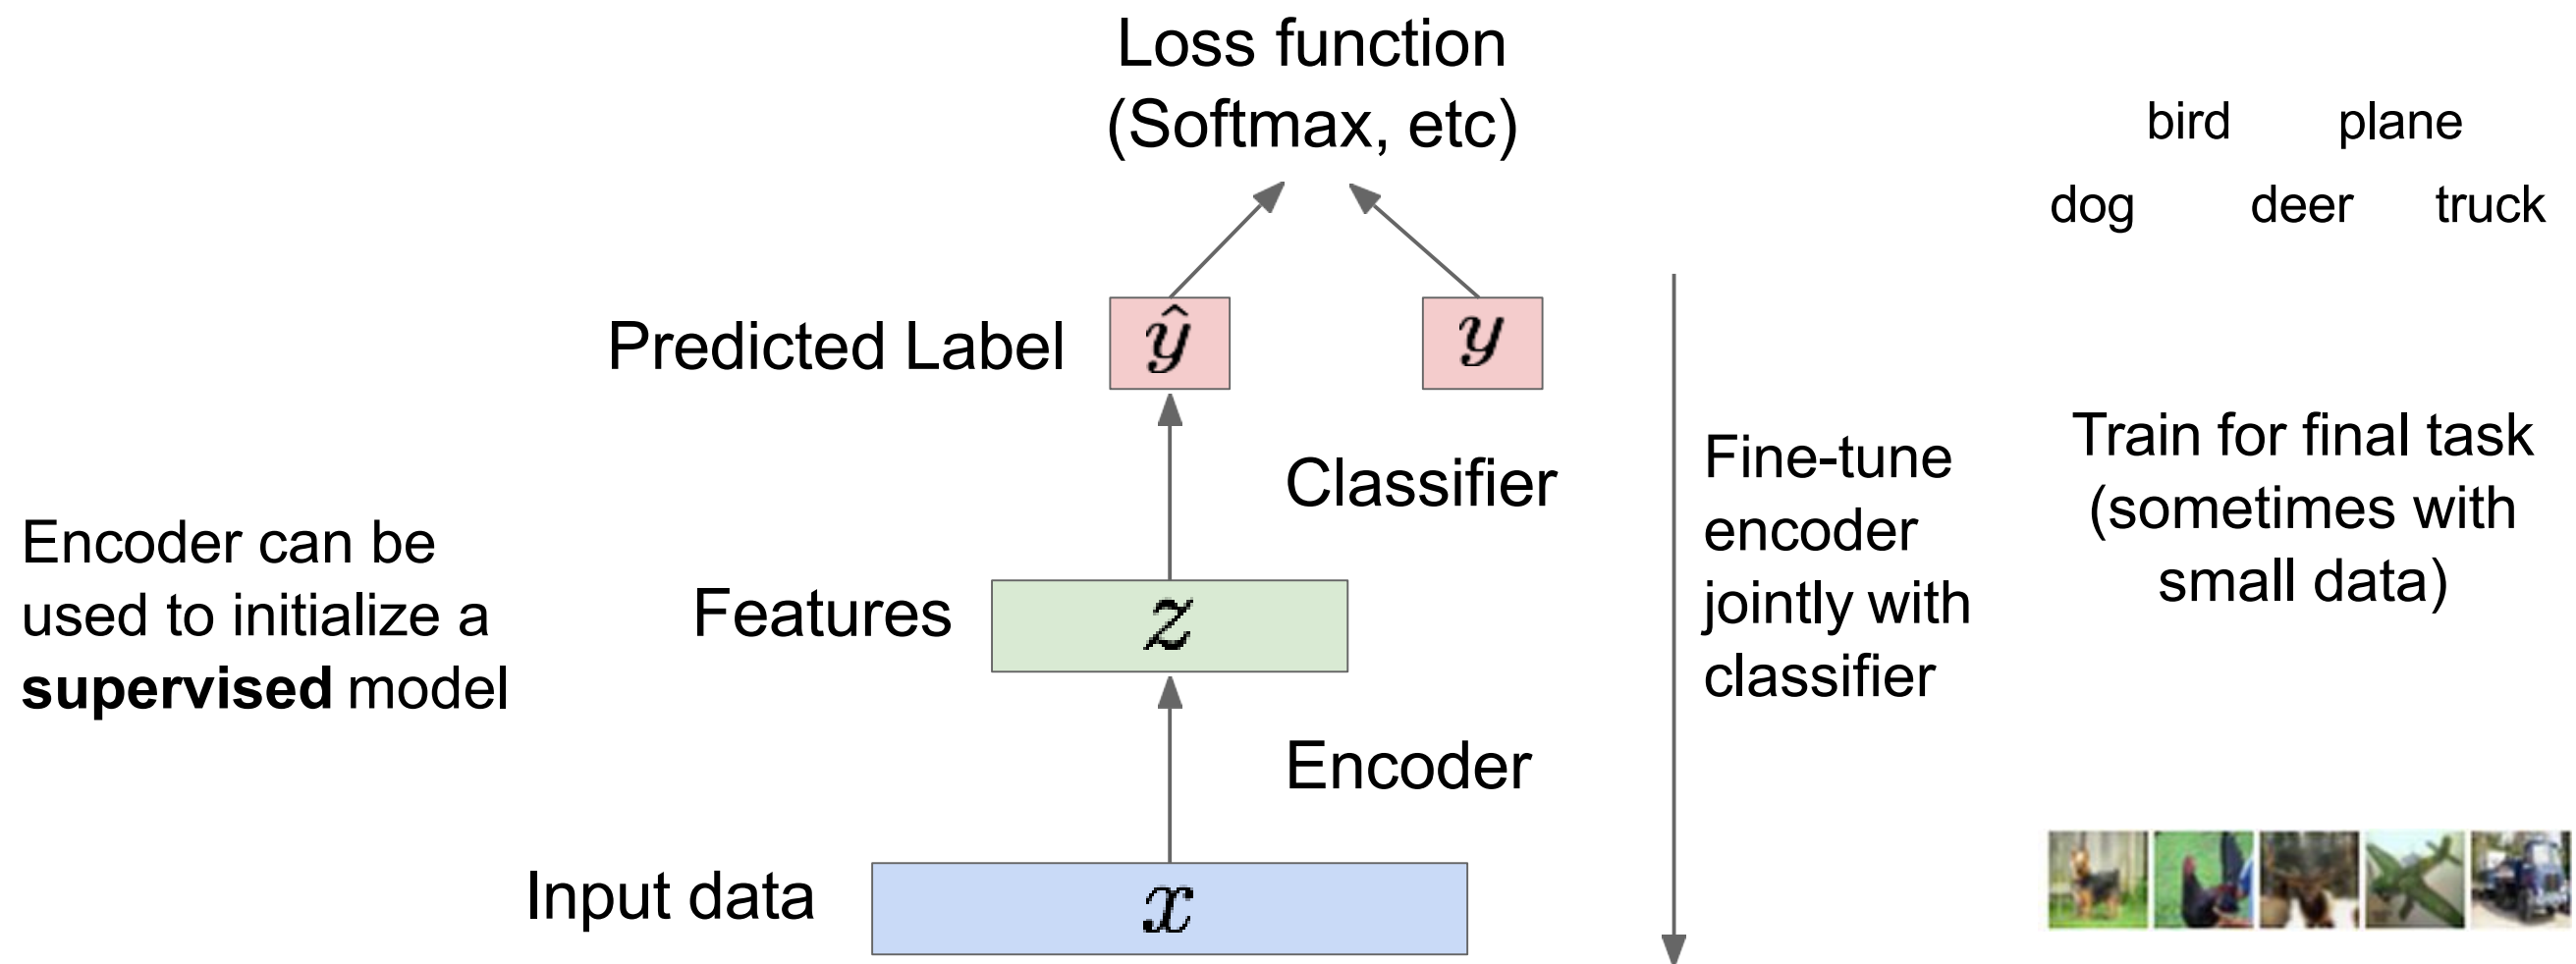 Loss function
(Softmax, etc)
bird plane
dog deer truck
Predicted Label
ŷ
y
Classifier
Fine-tune
encoder
jointly with
classifier
Train for final task
(sometimes with
small data)
Encoder can be
used to initialize a
supervised model
Features
z
Encoder
Input data
x